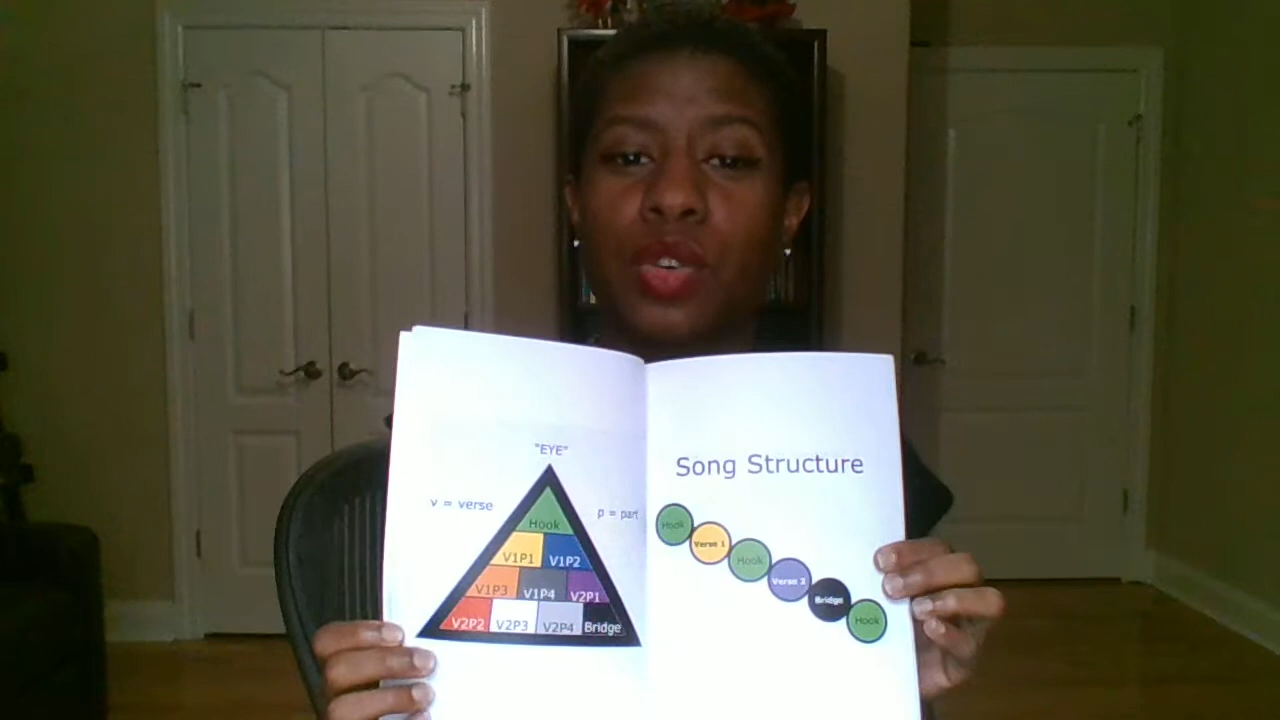 "EYE"
v = verse
p = part
Hook
V1P1 V1P2
V1P3 V1P4 V2P1
V2P2 V2P3 V2P4 Bridge
Song Structure
Hook
Verse 1
Hook
Verse 2
Bridge
Hook